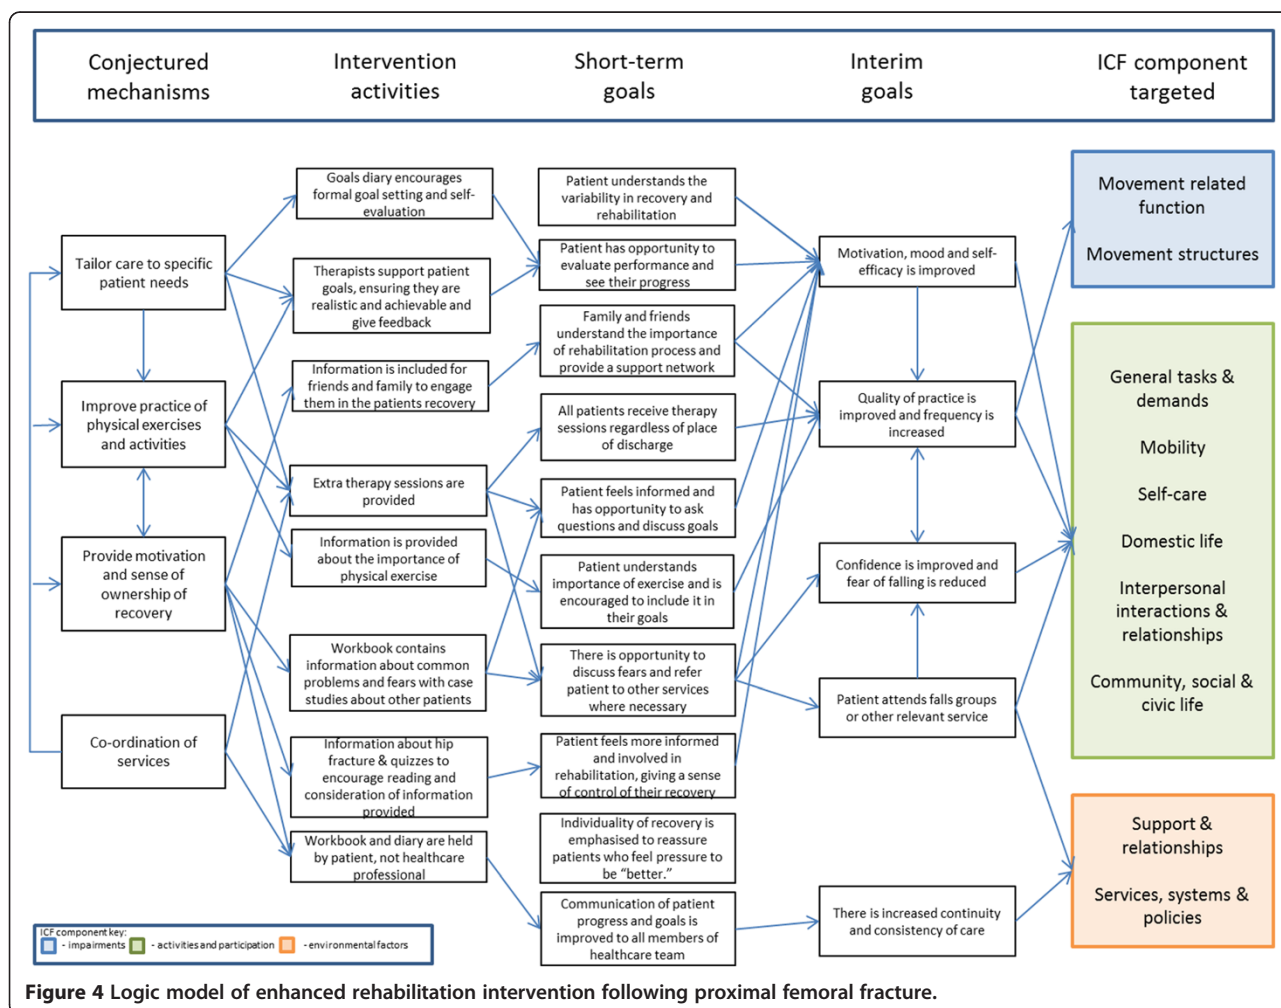 Conjectured
mechanisms
Intervention
activities
Short-term
goals
Interim
goals
ICF component
targeted
Tailor care to specific
patient needs
Improve practice of
physical exercises
and activities
Provide motivation
and sense of
ownership of
recovery
Co-ordination of
services
Goals diary encourages
formal goal setting and self-
evaluation
Therapists support patient
goals, ensuring they are
realistic and achievable and
give feedback
Information is included for
friends and family to engage
them in the patients recovery
Extra therapy sessions are
provided
Information is provided
about the importance of
physical exercise
Workbook contains
information about common
problems and fears with case
studies about other patients
Information about hip
fracture & quizzes to
encourage reading and
consideration of information
provided
Workbook and diary are held
by patient, not healthcare
professional
Patient understands the
variability in recovery and
rehabilitation
Patient has opportunity to
evaluate performance and
see their progress
Family and friends
understand the importance
of rehabilitation process and
provide a support network
All patients receive therapy
sessions regardless of place
of discharge
Patient feels informed and
has opportunity to ask
questions and discuss goals
Patient understands
importance of exercise and is
encouraged to include it in
their goals
There is opportunity to
discuss fears and refer
patient to other services
where necessary
Patient feels more informed
and involved in
rehabilitation, giving a sense
of control of their recovery
Individuality of recovery is
emphasised to reassure
patients who feel pressure to
be “better.”
Communication of patient
progress and goals is
improved to all members of
healthcare team
Motivation, mood and self-
efficacy is improved
Quality of practice is
improved and frequency is
increased
Confidence is improved and
fear of falling is reduced
Patient attends falls groups
or other relevant service
There is increased continuity
and consistency of care
Movement related
function
Movement structures
General tasks &
demands
Mobility
Self-care
Domestic life
Interpersonal
interactions &
relationships
Community, social &
civic life
Support &
relationships
Services, systems &
policies
ICF component key:
- impairments - activities and participation - environmental factors
Figure 4 Logic model of enhanced rehabilitation intervention following proximal femoral fracture.